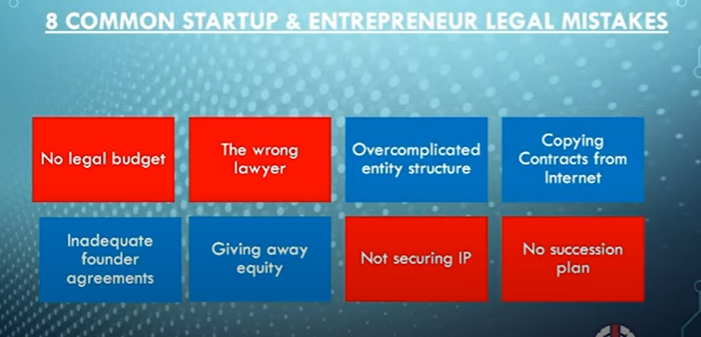 8 COMMON STARTUP & ENTREPRENEUR LEGAL MISTAKES
No legal budget
The wrong
lawyer
Overcomplicated
entity structure
Copying
Contracts from
Internet
Inadequate
founder
agreements
Giving away
equity
Not securing IP
No succession
plan